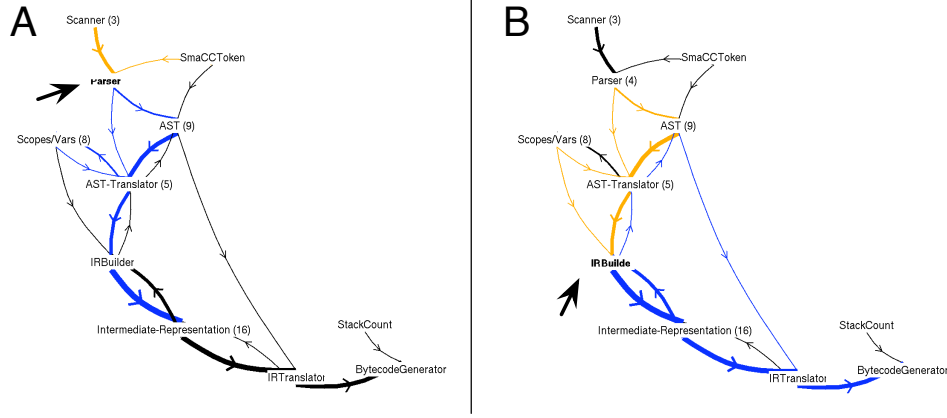 A
Scanner (3)
SmaCCToken
Parser
AST (9)
Scopes/Vars (8)
AST-Translator (5)
IRBuilder
Intermediate-Representation (16)
StackCount
IRTranslator
BytecodeGenerator
B
Scanner (3)
SmaCCToken
Parser (4)
AST (9)
Scopes/Vars (8)
AST-Translator (5)
IRBuilde
Intermediate-Representation (16)
StackCount
IRTranslator
BytecodeGenerator